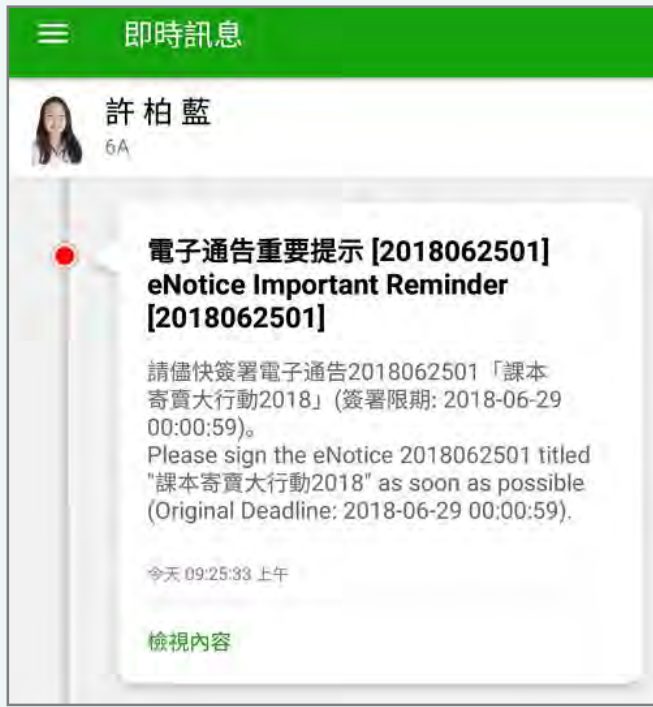 即時訊息
許 柏 藍
6A
電子通告重要提示 [2018062501]
eNotice Important Reminder
[2018062501]
請儘快簽署電子通告2018062501「課本
寄賣大行動2018」(簽署限期: 2018-06-29
00:00:59)。
Please sign the eNotice 2018062501 titled
"課本寄賣大行動2018" as soon as possible
(Original Deadline: 2018-06-29 00:00:59).
今天 09:25:33 上午
檢視內容